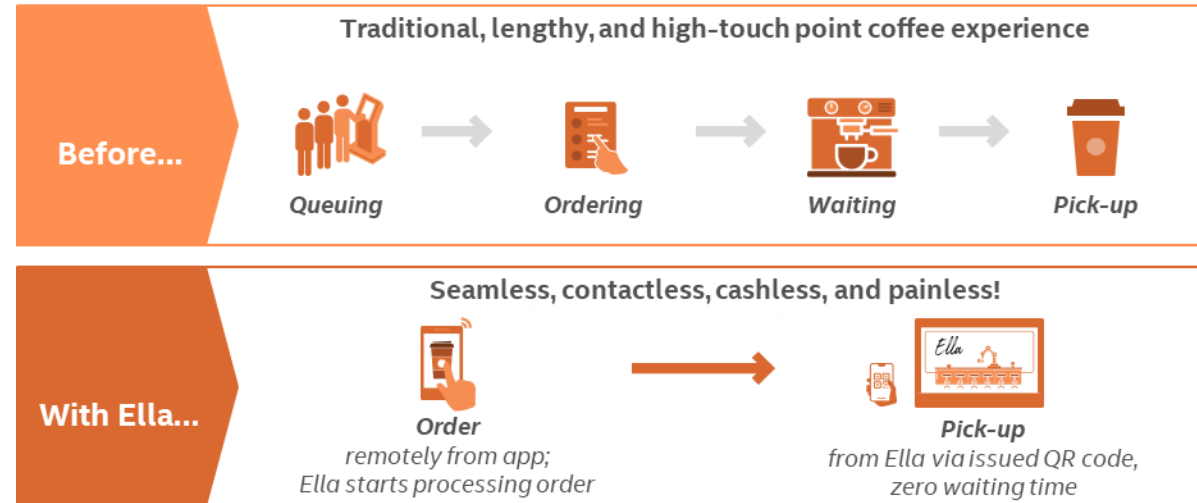 Traditional, lengthy, and high-touch point coffee experience
Before...
Queuing
Ordering
Waiting
Pick-up
Seamless, contactless, cashless, and painless!
Ella
With Ella...
Order
remotely from app;
Ella starts processing order
Pick-up
from Ella via issued QR code,
zero waiting time